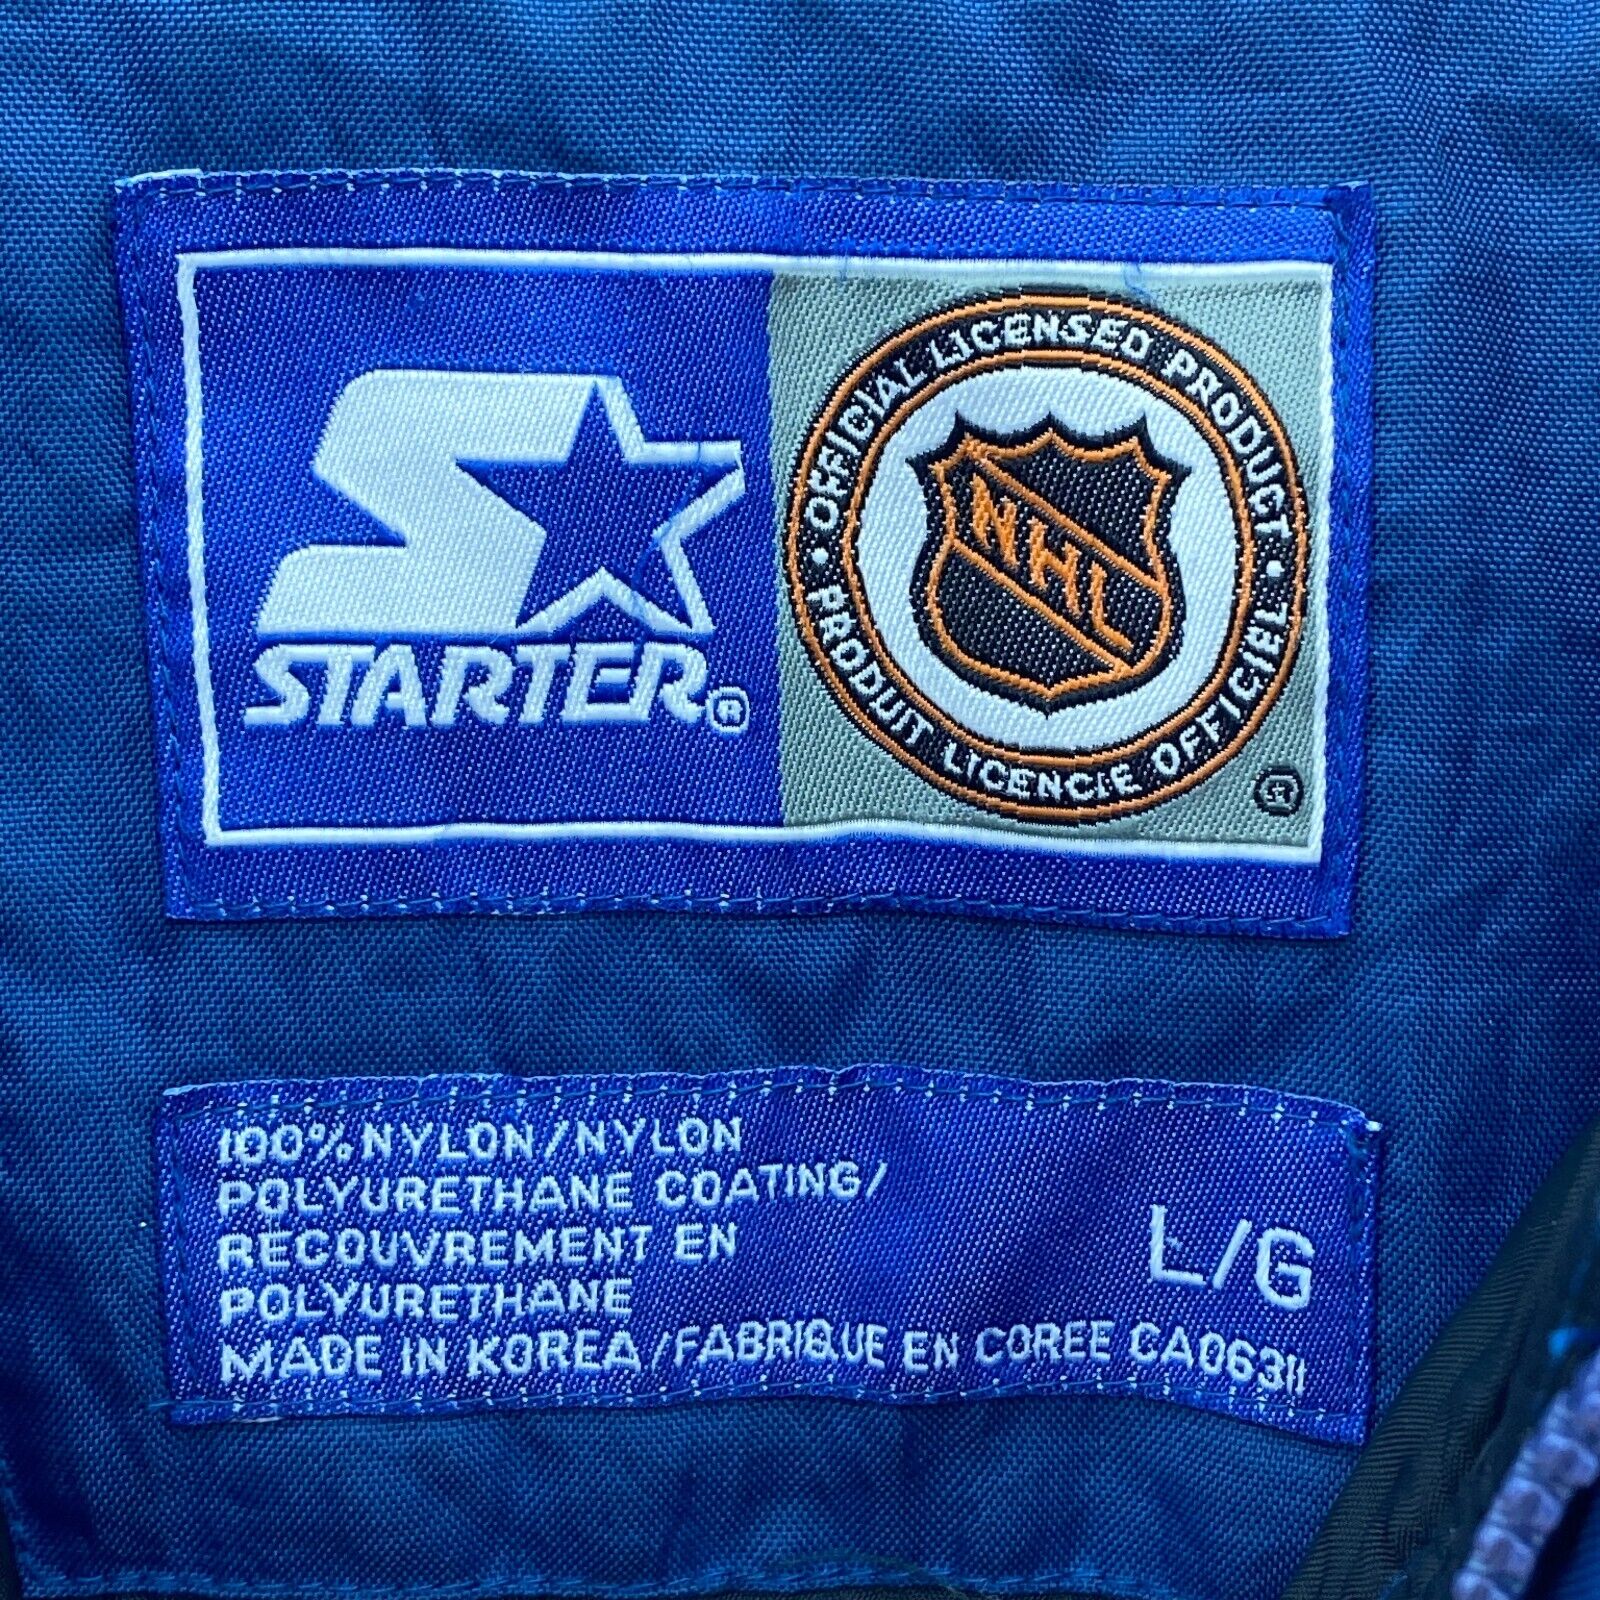 STARTER®
OFFICIAL LICENSED PRODUCT
NHL
PRODUIT LICENCIE OFFICIEL
®
100% NYLON/NYLON
POLYURETHANE COATING/
RECOUVREMENT EN
POLYURETHANE
MADE IN KOREA/FABRIQUE EN COREE CA06311
L/G